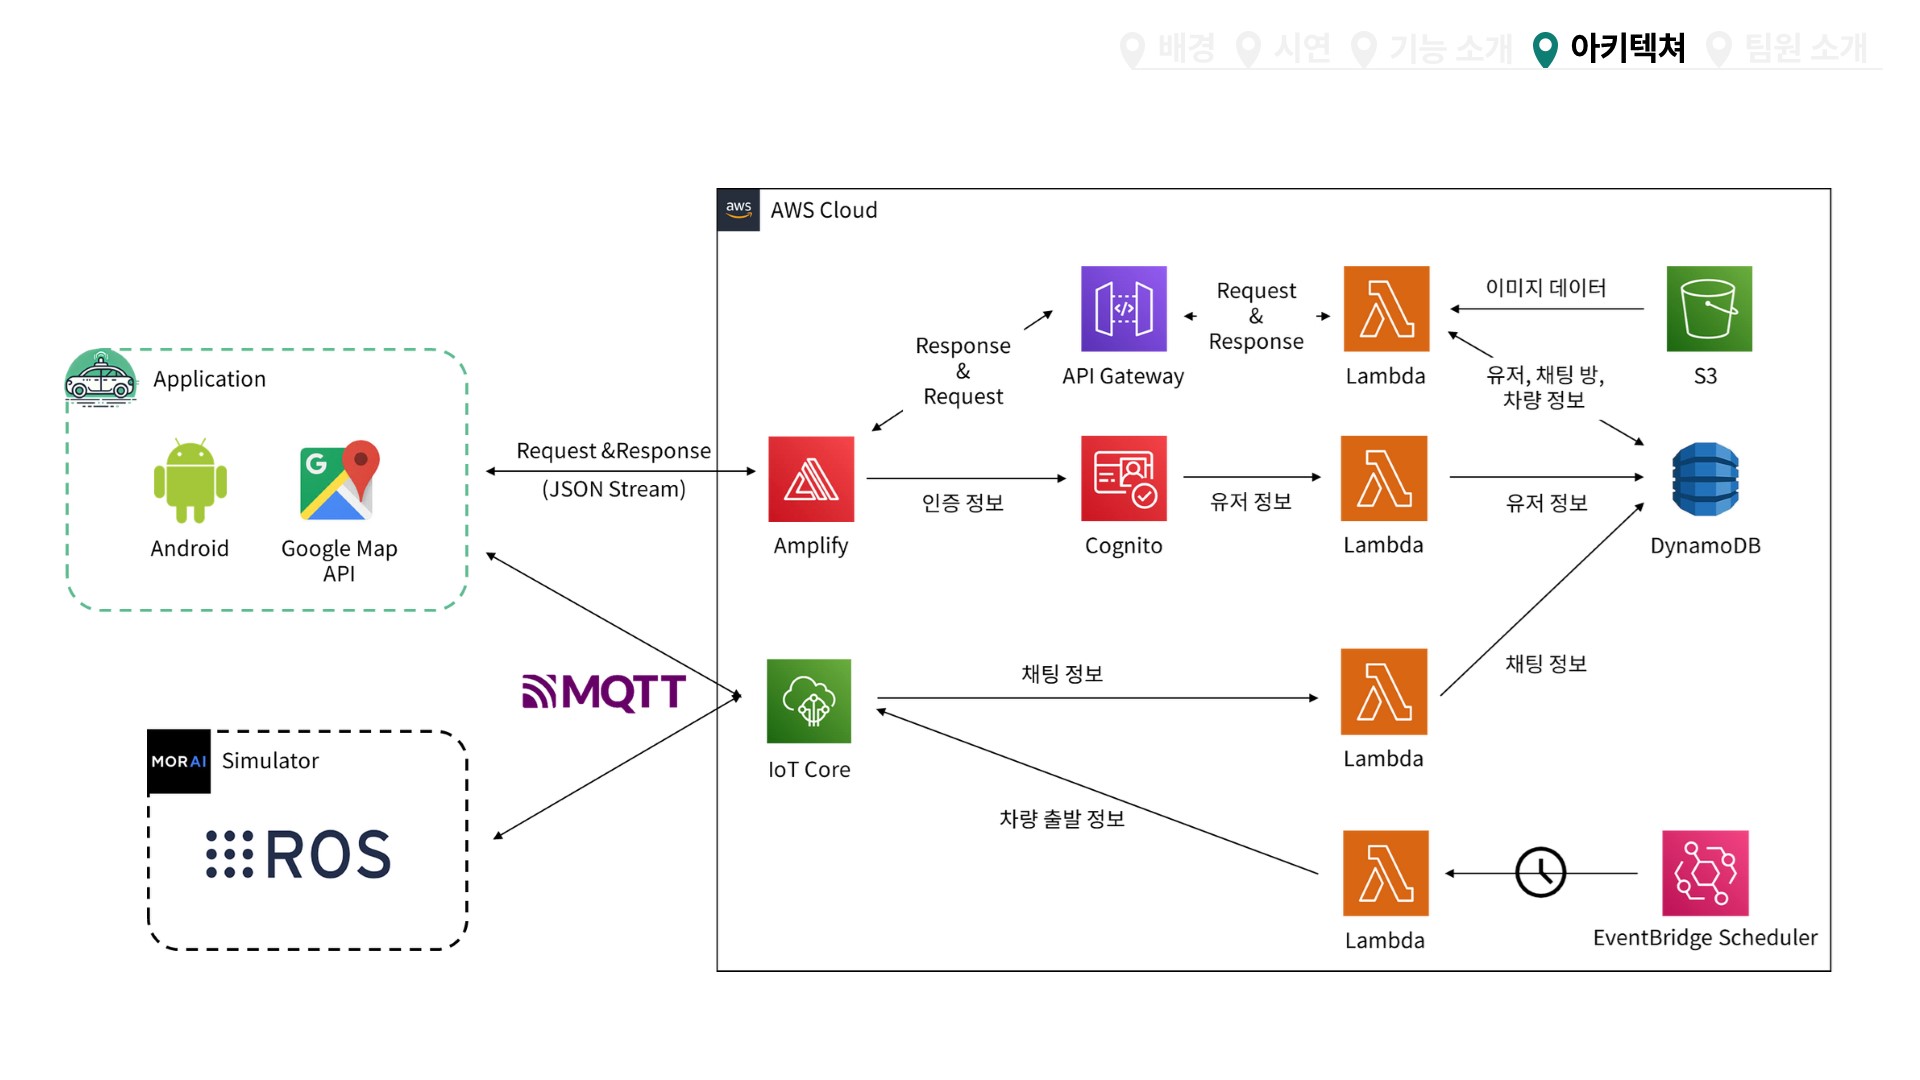 배경 시연 기능 소개 아키텍쳐 팀원 소개
aws AWS Cloud
Application
Android
Google Map
API
Request &Response
(JSON Stream)
Response
&
Request
API Gateway
Request
&
Response
Lambda
이미지 데이터
S3
유저, 채팅 방,
차량 정보
Amplify
인증 정보
Cognito
유저 정보
Lambda
유저 정보
DynamoDB
MQTT
MORAI Simulator
ROS
IoT Core
채팅 정보
Lambda
채팅 정보
차량 출발 정보
Lambda
EventBridge Scheduler